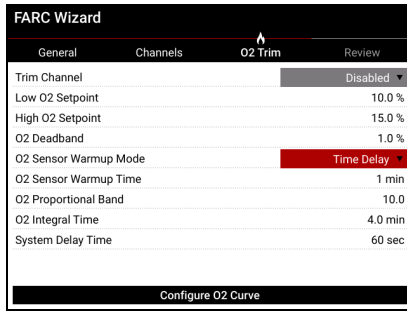 FARC Wizard
General Channels O2 Trim Review
Trim Channel Disabled
Low O2 Setpoint 10.0 %
High O2 Setpoint 15.0 %
O2 Deadband 1.0 %
O2 Sensor Warmup Mode Time Delay
O2 Sensor Warmup Time 1 min
O2 Proportional Band 10.0
O2 Integral Time 4.0 min
System Delay Time 60 sec
Configure O2 Curve